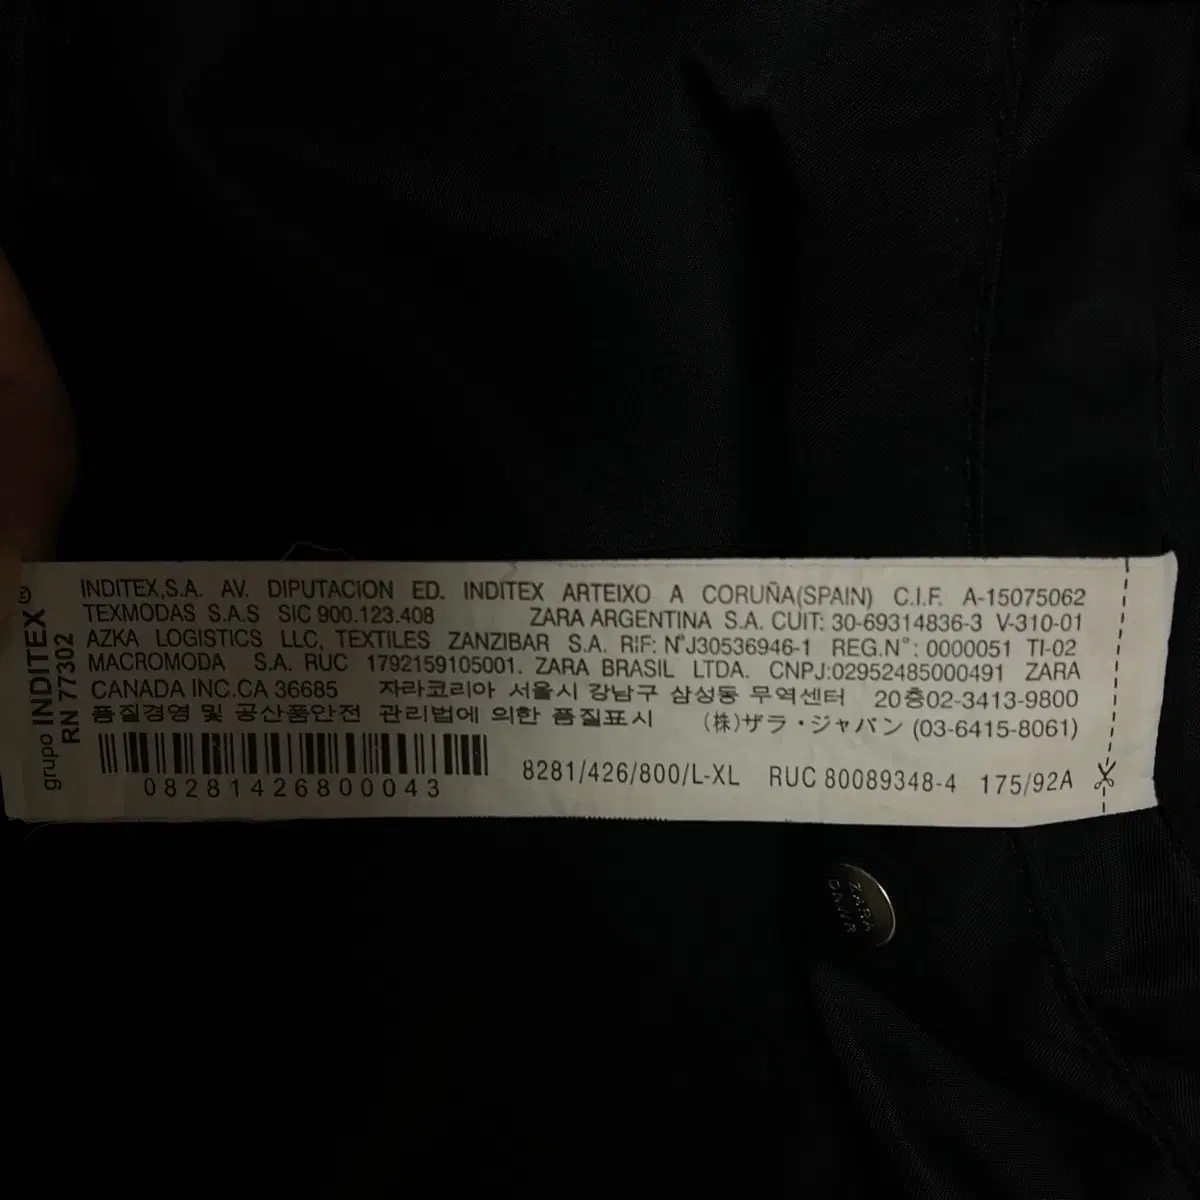 grupo INDITEX®
RN 77302
INDITEX,S.A. AV. DIPUTACION ED. INDITEX ARTEIXO A CORUÑA(SPAIN) C.I.F. A-15075062
TEXMODAS S.A.S SIC 900.123.408 ZARA ARGENTINA S.A. CUIT: 30-69314836-3 V-310-01
AZKA LOGISTICS LLC, TEXTILES ZANZIBAR S.A. RIF: N°J30536946-1 REG.N°: 0000051 TI-02
MACROMODA S.A. RUC 1792159105001. ZARA BRASIL LTDA. CNPJ:02952485000491 ZARA
CANADA INC.CA 36685 자라코리아 서울시 강남구 삼성동 무역센터 20층02-3413-9800
품질경영 및 공산품안전 관리법에 의한 품질표시 (株)ザラ・ジャパン (03-6415-8061)
08281426800043 8281/426/800/L-XL RUC 80089348-4 175/92A
ZARA
DNWR